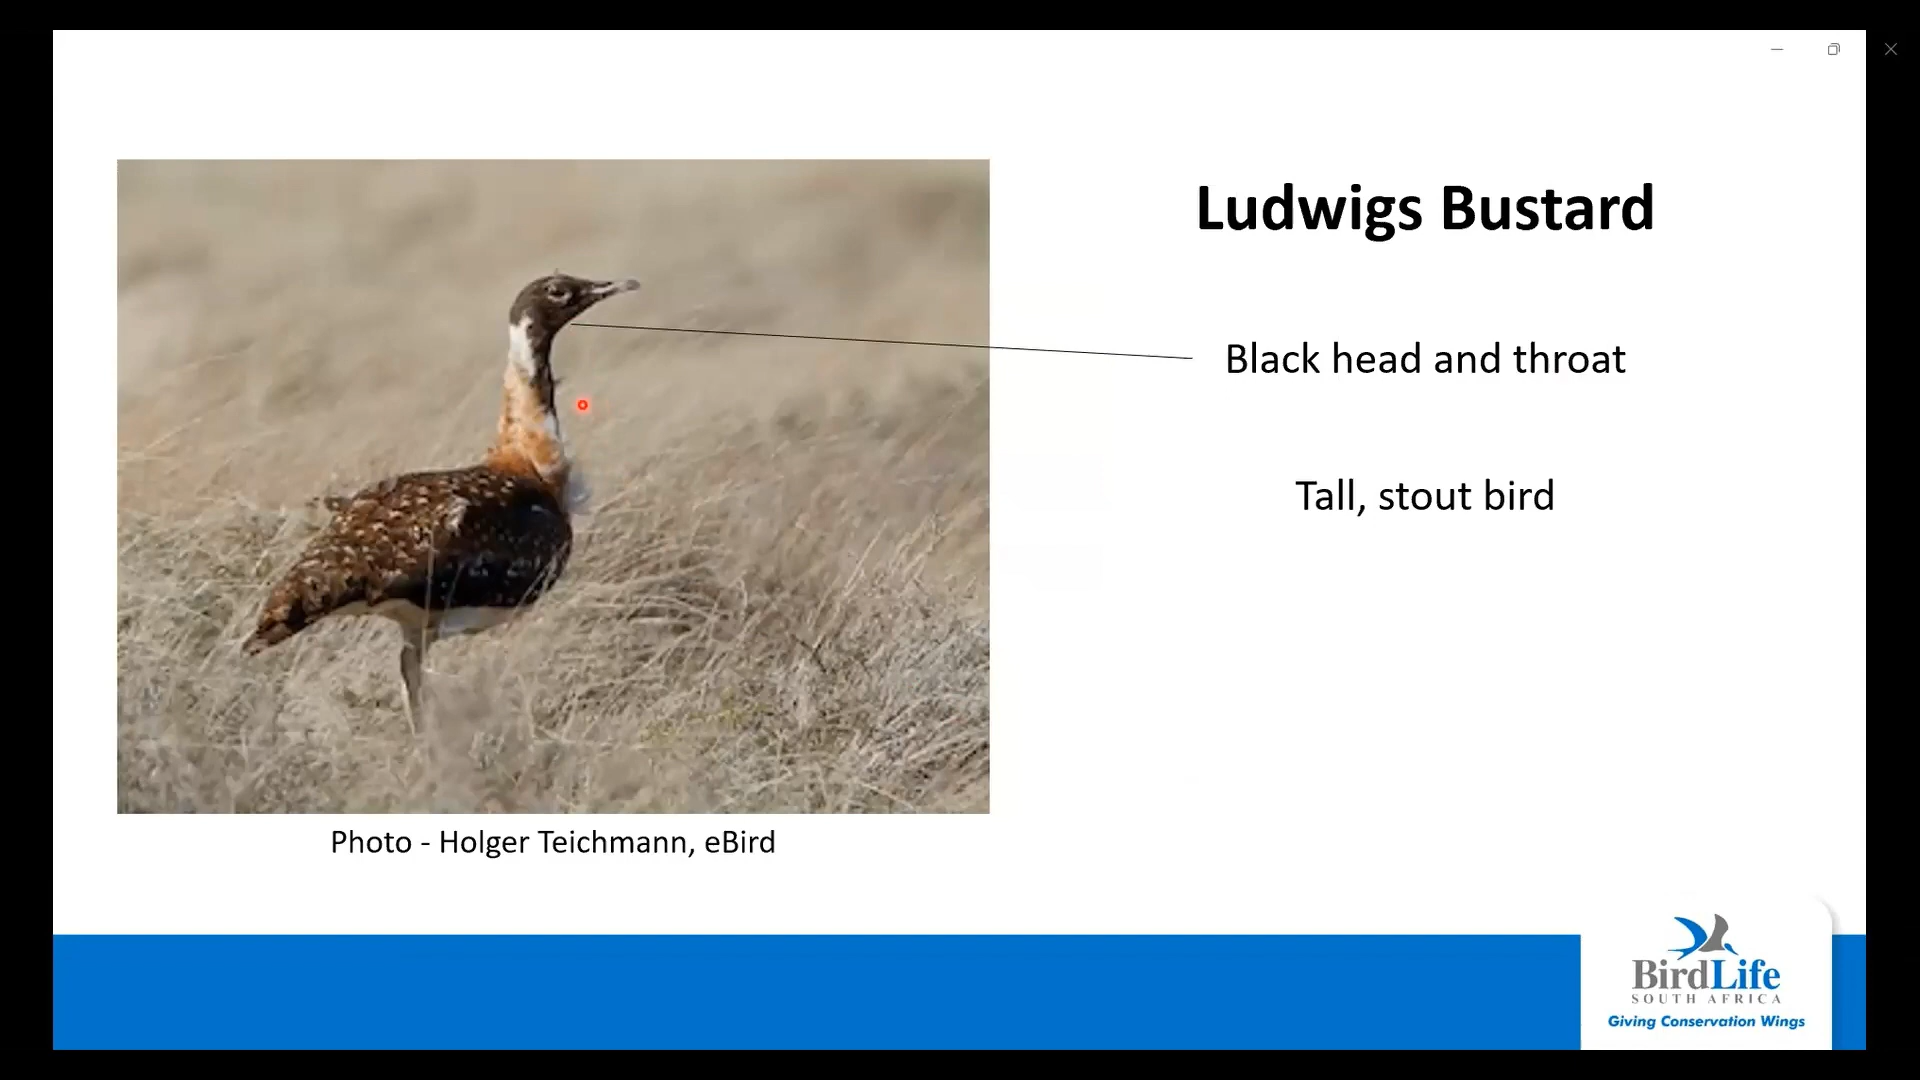 Ludwigs Bustard
Black head and throat
Tall, stout bird
Photo - Holger Teichmann, eBird
BirdLife
SOUTH AFRICA
Giving Conservation Wings